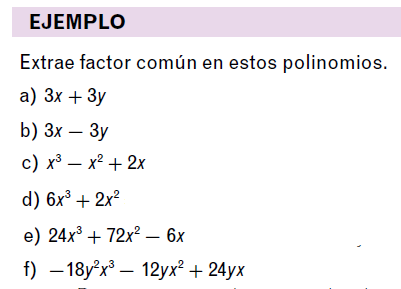 EJEMPLO
Extrae factor común en estos polinomios.
a) 3x + 3y
b) 3x – 3y
c) x³ – x² + 2x
d) 6x³ + 2x²
e) 24x³ + 72x² – 6x
f) –18y²x³ – 12yx² + 24yx